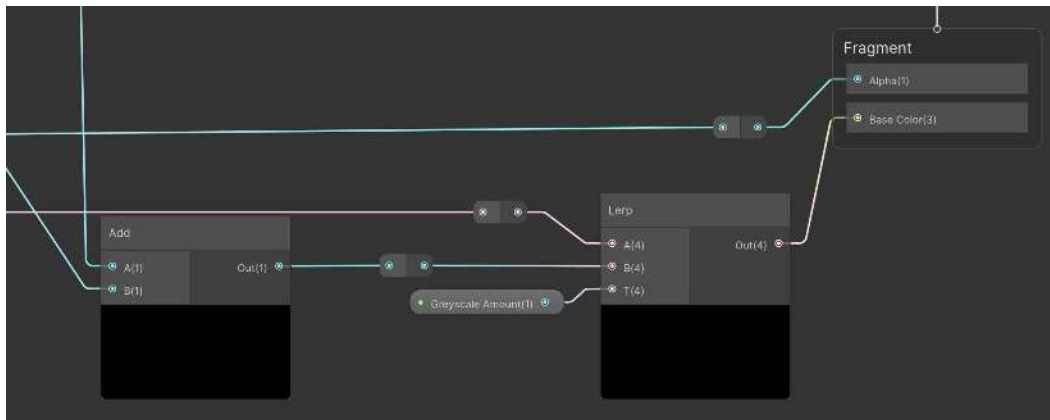 Fragment
Alpha(1)
Base Color(3)
Add
A(1)
Out(1)
B(1)
Lerp
A(4)
Out(4)
B(4)
T(4)
Greyscale Amount(1)